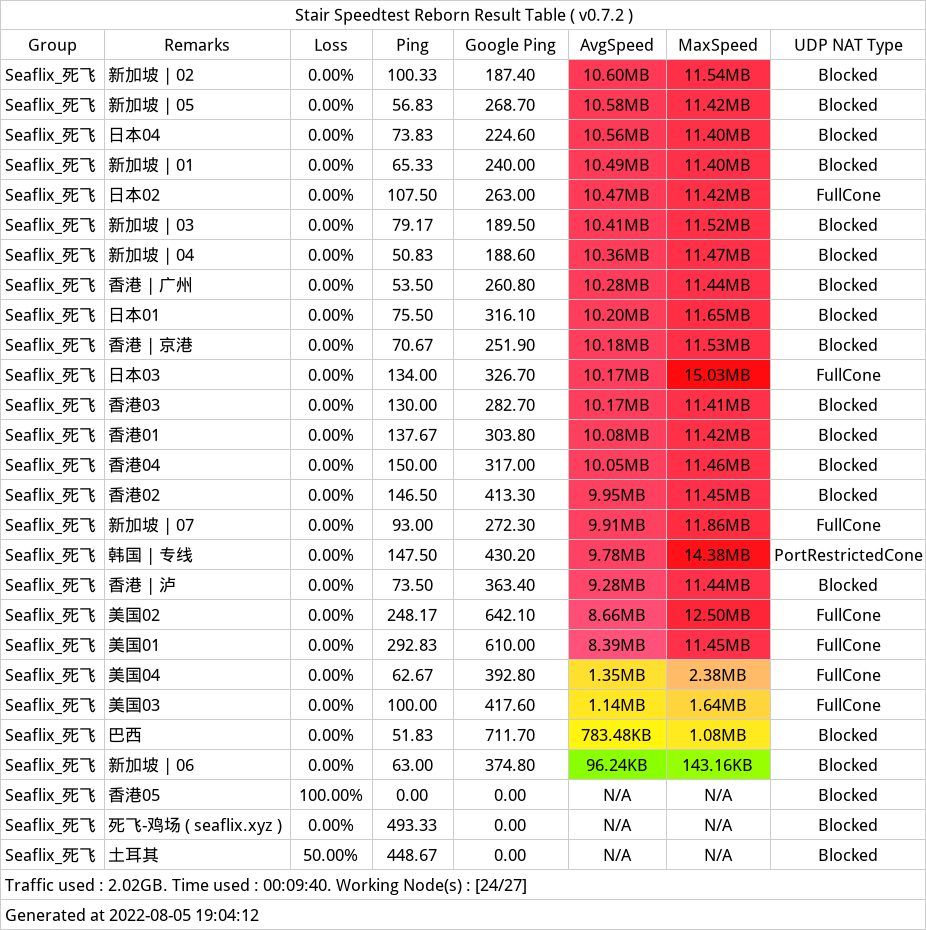 Stair Speedtest Reborn Result Table ( v0.7.2 )
Group Remarks Loss Ping Google Ping AvgSpeed MaxSpeed UDP NAT Type
Seaflix_死飞 新加坡 | 02 0.00% 100.33 187.40 10.60MB 11.54MB Blocked
Seaflix_死飞 新加坡 | 05 0.00% 56.83 268.70 10.58MB 11.42MB Blocked
Seaflix_死飞 日本04 0.00% 73.83 224.60 10.56MB 11.40MB Blocked
Seaflix_死飞 新加坡 | 01 0.00% 65.33 240.00 10.49MB 11.40MB Blocked
Seaflix_死飞 日本02 0.00% 107.50 263.00 10.47MB 11.42MB FullCone
Seaflix_死飞 新加坡 | 03 0.00% 79.17 189.50 10.41MB 11.52MB Blocked
Seaflix_死飞 新加坡 | 04 0.00% 50.83 188.60 10.36MB 11.47MB Blocked
Seaflix_死飞 香港 | 广州 0.00% 53.50 260.80 10.28MB 11.44MB Blocked
Seaflix_死飞 日本01 0.00% 75.50 316.10 10.20MB 11.65MB Blocked
Seaflix_死飞 香港 | 京港 0.00% 70.67 251.90 10.18MB 11.53MB Blocked
Seaflix_死飞 日本03 0.00% 134.00 326.70 10.17MB 15.03MB FullCone
Seaflix_死飞 香港03 0.00% 130.00 282.70 10.17MB 11.41MB Blocked
Seaflix_死飞 香港01 0.00% 137.67 303.80 10.08MB 11.42MB Blocked
Seaflix_死飞 香港04 0.00% 150.00 317.00 10.05MB 11.46MB Blocked
Seaflix_死飞 香港02 0.00% 146.50 413.30 9.95MB 11.45MB Blocked
Seaflix_死飞 新加坡 | 07 0.00% 93.00 272.30 9.91MB 11.86MB FullCone
Seaflix_死飞 韩国 | 专线 0.00% 147.50 430.20 9.78MB 14.38MB PortRestrictedCone
Seaflix_死飞 香港 | 泸 0.00% 73.50 363.40 9.28MB 11.44MB Blocked
Seaflix_死飞 美国02 0.00% 248.17 642.10 8.66MB 12.50MB FullCone
Seaflix_死飞 美国01 0.00% 292.83 610.00 8.39MB 11.45MB FullCone
Seaflix_死飞 美国04 0.00% 62.67 392.80 1.35MB 2.38MB FullCone
Seaflix_死飞 美国03 0.00% 100.00 417.60 1.14MB 1.64MB FullCone
Seaflix_死飞 巴西 0.00% 51.83 711.70 783.48KB 1.08MB Blocked
Seaflix_死飞 新加坡 | 06 0.00% 63.00 374.80 96.24KB 143.16KB Blocked
Seaflix_死飞 香港05 100.00% 0.00 0.00 N/A N/A Blocked
Seaflix_死飞 死飞-鸡场 ( seaflix.xyz ) 0.00% 493.33 0.00 N/A N/A Blocked
Seaflix_死飞 土耳其 50.00% 448.67 0.00 N/A N/A Blocked
Traffic used : 2.02GB. Time used : 00:09:40. Working Node(s) : [24/27]
Generated at 2022-08-05 19:04:12